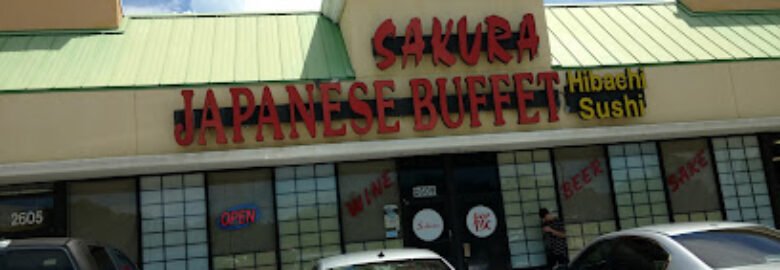 SAKURA
JAPANESE BUFFET
Hibachi
Sushi
2605
OPEN
WINE
BEER
SAKE